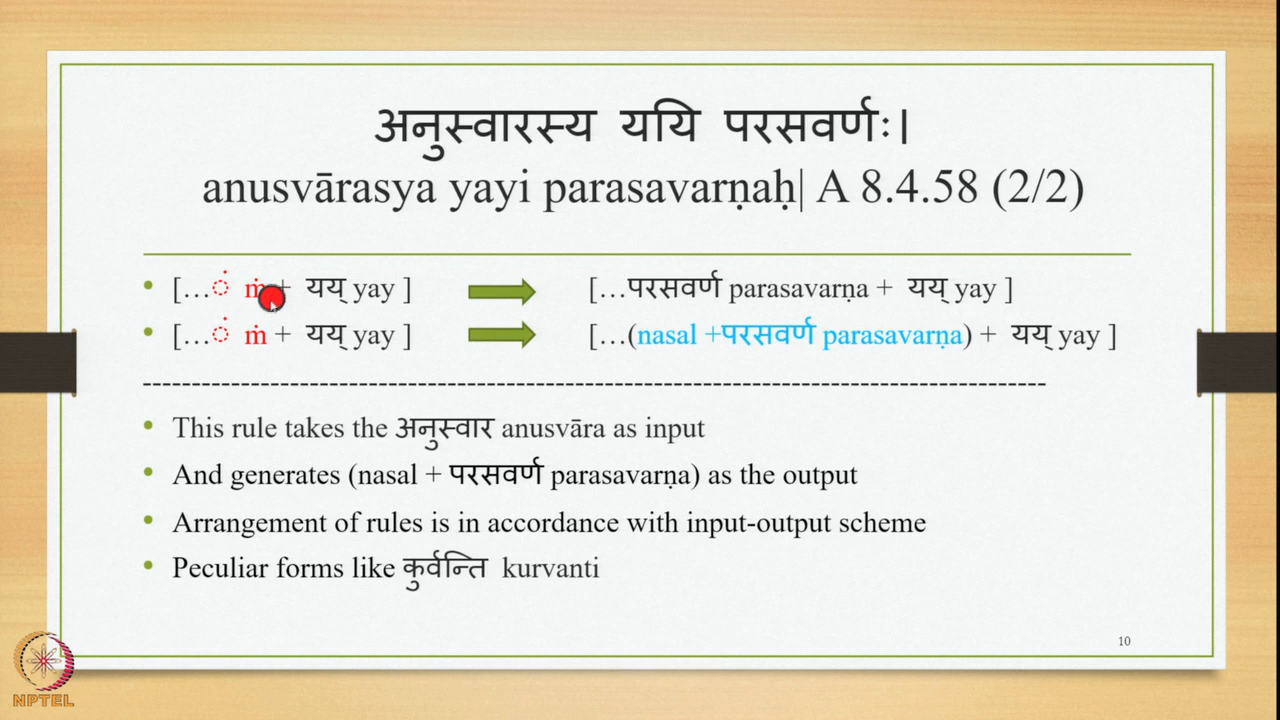 अनुस्वारस्य ययि परसवर्णः।
anusvārasya yayi parasavarṇaḥ| A 8.4.58 (2/2)
• […ं ṁ + यय् yay ] […परसवर्ण parasavarṇa + यय् yay ]
• […ं ṁ + यय् yay ] […(nasal +परसवर्ण parasavarṇa) + यय् yay ]
• This rule takes the अनुस्वार anusvāra as input
• And generates (nasal + परसवर्ण parasavarṇa) as the output
• Arrangement of rules is in accordance with input-output scheme
• Peculiar forms like कुर्वन्ति kurvanti
10
NPTEL